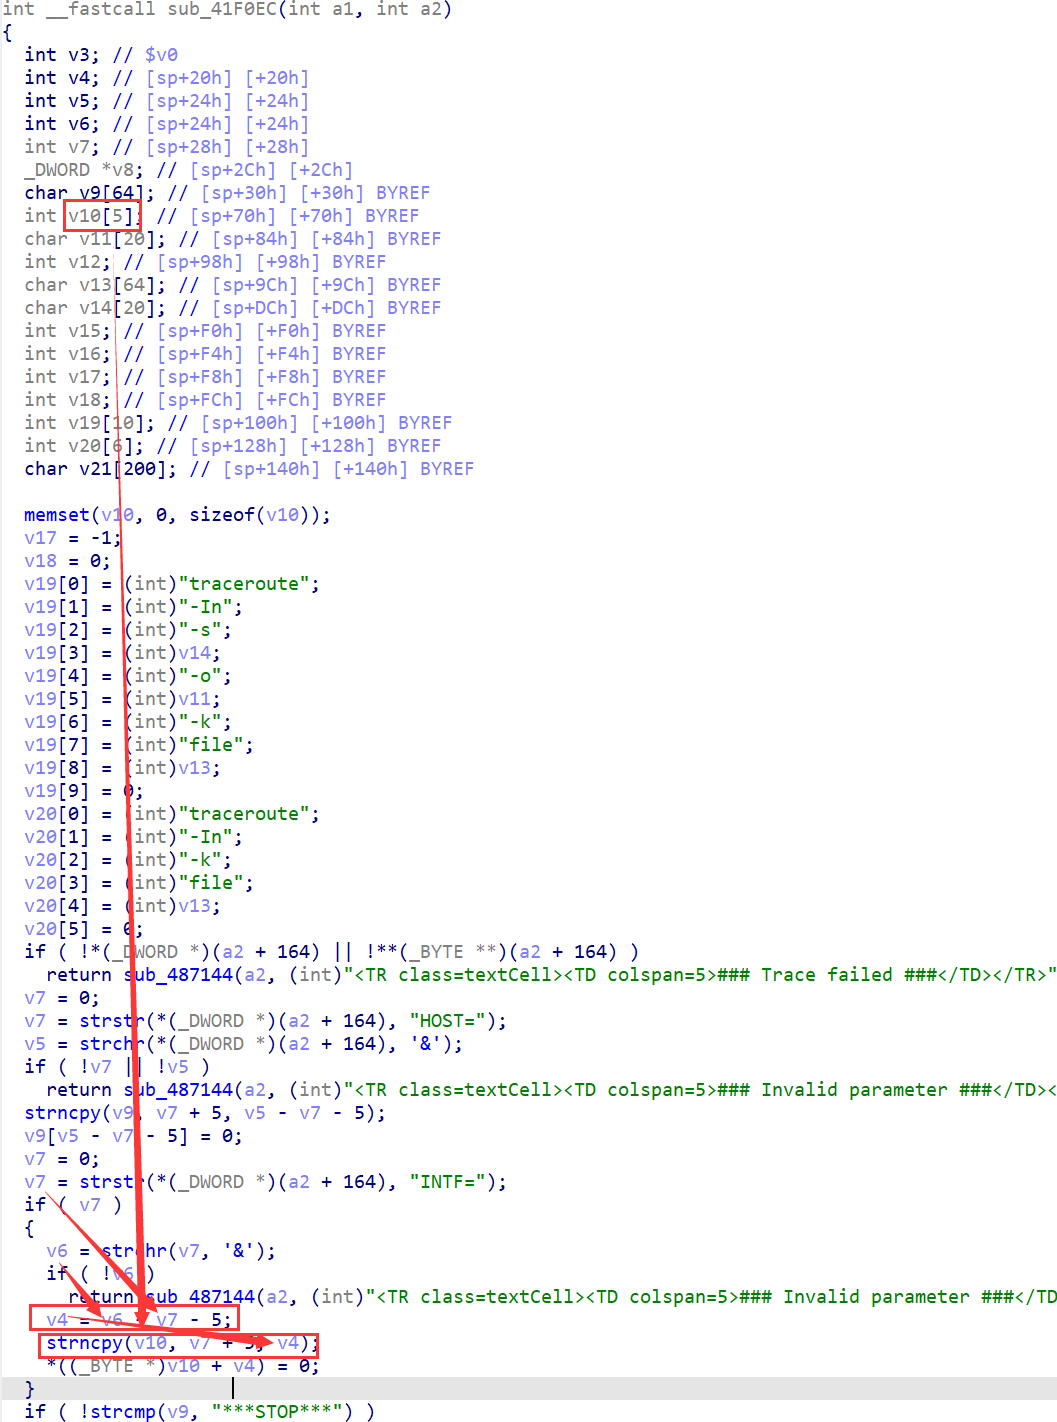 int __fastcall sub_41F0EC(int a1, int a2)
{
  int v3; // $v0
  int v4; // [sp+20h] [+20h]
  int v5; // [sp+24h] [+24h]
  int v6; // [sp+24h] [+24h]
  int v7; // [sp+28h] [+28h]
  _DWORD *v8; // [sp+2Ch] [+2Ch]
  char v9[64]; // [sp+30h] [+30h] BYREF
  int v10[5]; // [sp+70h] [+70h] BYREF
  char v11[20]; // [sp+84h] [+84h] BYREF
  int v12; // [sp+98h] [+98h] BYREF
  char v13[64]; // [sp+9Ch] [+9Ch] BYREF
  char v14[20]; // [sp+DCh] [+DCh] BYREF
  int v15; // [sp+F0h] [+F0h] BYREF
  int v16; // [sp+F4h] [+F4h] BYREF
  int v17; // [sp+F8h] [+F8h] BYREF
  int v18; // [sp+FCh] [+FCh] BYREF
  int v19[10]; // [sp+100h] [+100h] BYREF
  int v20[6]; // [sp+128h] [+128h] BYREF
  char v21[200]; // [sp+140h] [+140h] BYREF

  memset(v10, 0, sizeof(v10));
  v17 = -1;
  v18 = 0;
  v19[0] = (int)"traceroute";
  v19[1] = (int)"-In";
  v19[2] = (int)"-s";
  v19[3] = (int)v14;
  v19[4] = (int)"-o";
  v19[5] = (int)v11;
  v19[6] = (int)"-k";
  v19[7] = (int)"file";
  v19[8] = (int)v13;
  v19[9] = 0;
  v20[0] = (int)"traceroute";
  v20[1] = (int)"-In";
  v20[2] = (int)"-k";
  v20[3] = (int)"file";
  v20[4] = (int)v13;
  v20[5] = 0;
  if ( !*(_DWORD *)(a2 + 164) || !**(_BYTE **)(a2 + 164) )
    return sub_487144(a2, (int)"<TR class=textCell><TD colspan=5>### Trace failed ###</TD></TR>"
  v7 = 0;
  v7 = strstr(*(_DWORD *)(a2 + 164), "HOST=");
  v5 = strchr(*(_DWORD *)(a2 + 164), '&');
  if ( !v7 || !v5 )
    return sub_487144(a2, (int)"<TR class=textCell><TD colspan=5>### Invalid parameter ###</TD><
  strncpy(v9, v7 + 5, v5 - v7 - 5);
  v9[v5 - v7 - 5] = 0;
  v7 = 0;
  v7 = strstr(*(_DWORD *)(a2 + 164), "INTF=");
  if ( v7 )
  {
    v6 = strchr(v7, '&');
    if ( !v6 )
      return sub_487144(a2, (int)"<TR class=textCell><TD colspan=5>### Invalid parameter ###</TD
    v4 = v6 - v7 - 5;
    strncpy(v10, v7 + 5, v4);
    *((_BYTE *)v10 + v4) = 0;
  }
  if ( !strcmp(v9, "***STOP***") )